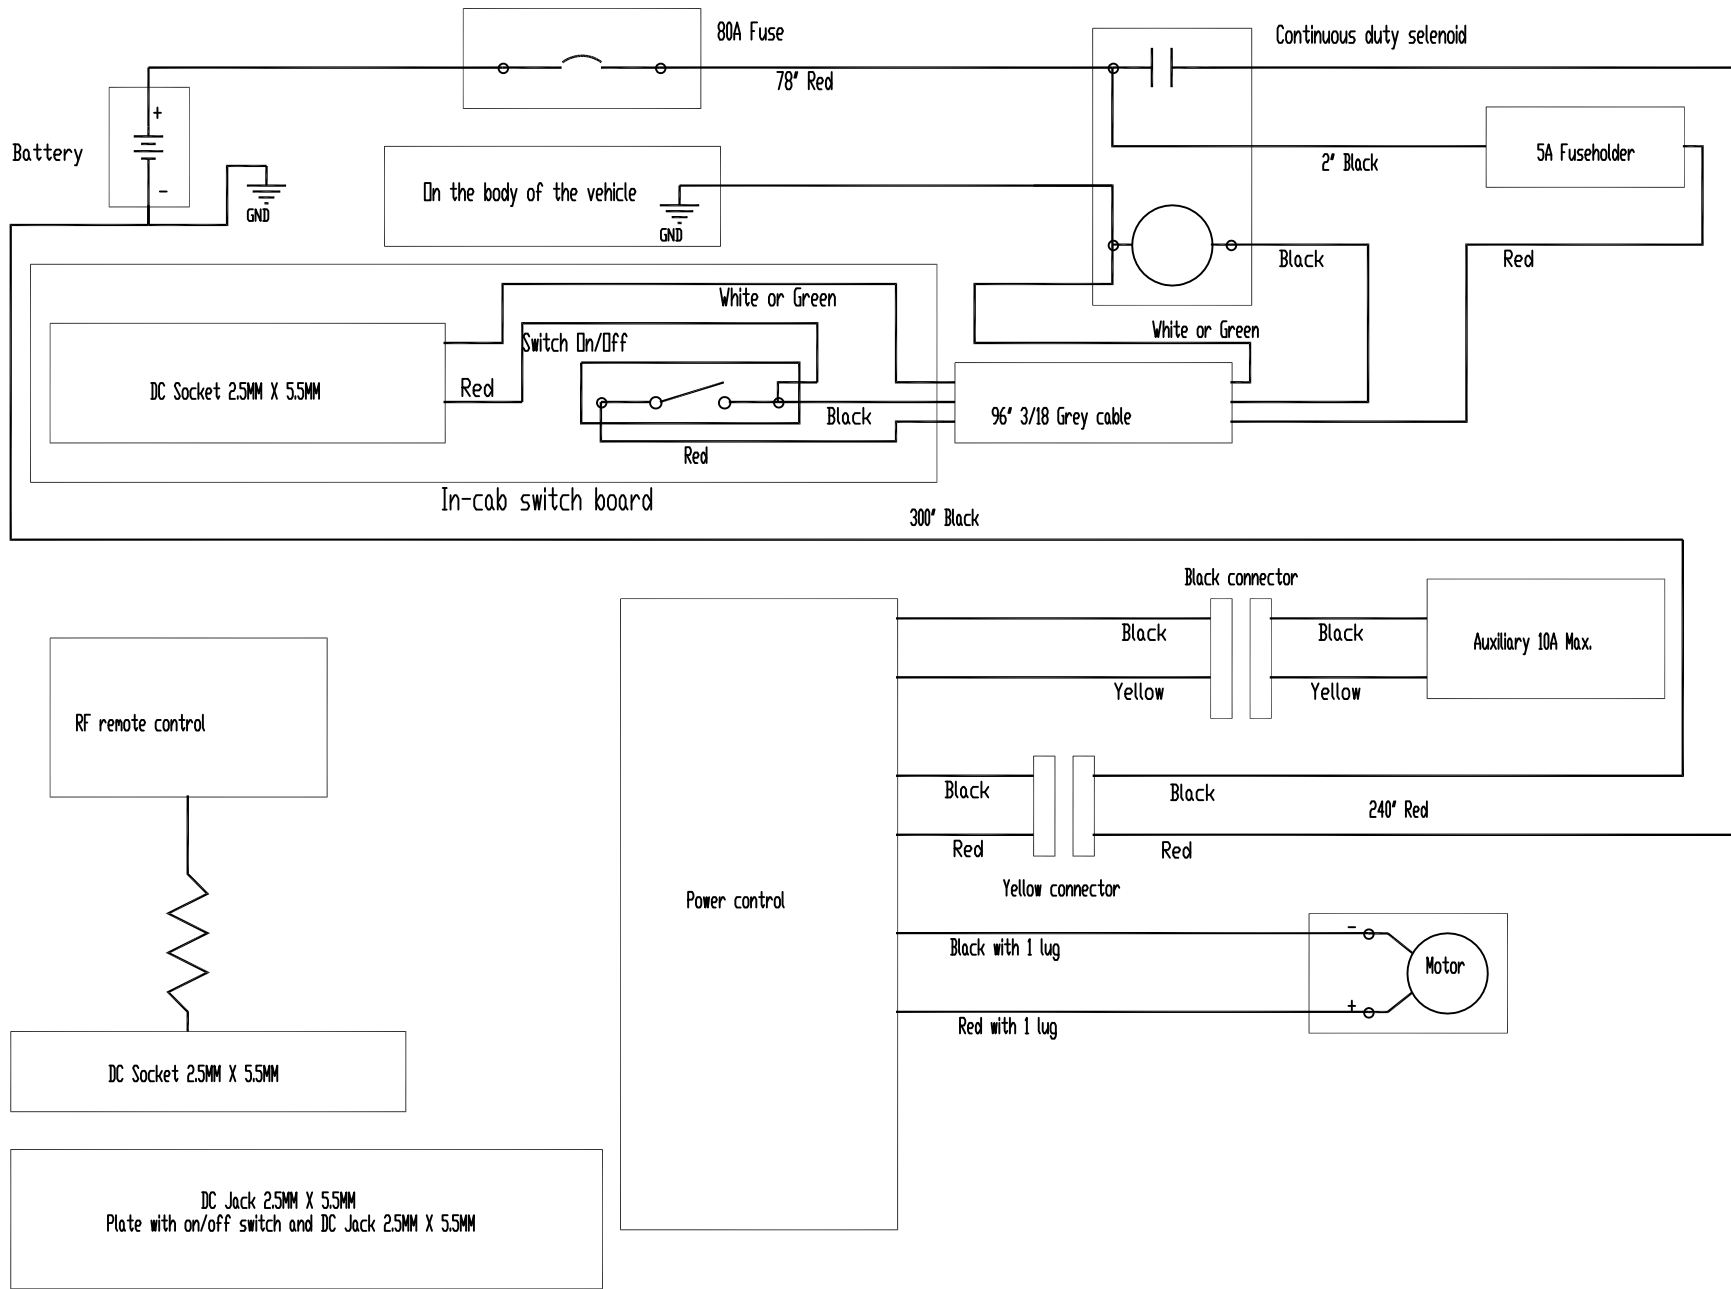 80A Fuse
Continuous duty selenoid
78" Red
+
Battery
2" Black
5A Fuseholder
-
On the body of the vehicle
GND
GND
Black
Red
White or Green
White or Green
Switch On/Off
DC Socket 2.5MM X 5.5MM
Red
Black
96" 3/18 Grey cable
Red
In-cab switch board
300" Black
Black connector
Black
Black
Auxiliary 10A Max.
Yellow
Yellow
RF remote control
Black
Black
240" Red
Red
Red
Yellow connector
Power control
-
Black with 1 lug
Motor
+
Red with 1 lug
DC Socket 2.5MM X 5.5MM
DC Jack 2.5MM X 5.5MM
Plate with on/off switch and DC Jack 2.5MM X 5.5MM